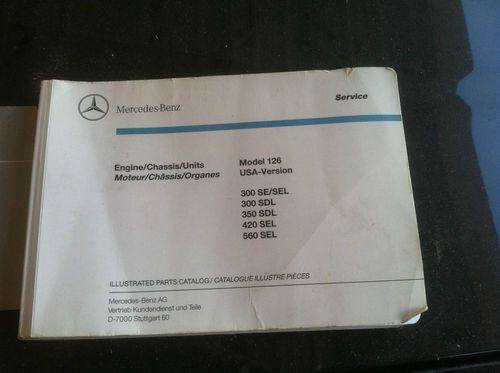 Mercedes-Benz
Service
Engine/Chassis/Units
Moteur/Châssis/Organes
Model 126
USA-Version
300 SE/SEL
300 SDL
350 SDL
420 SEL
560 SEL
ILLUSTRATED PARTS CATALOG / CATALOGUE ILLUSTRÉ PIÈCES
Mercedes-Benz AG
Vertrieb Kundendienst und Teile
D-7000 Stuttgart 60